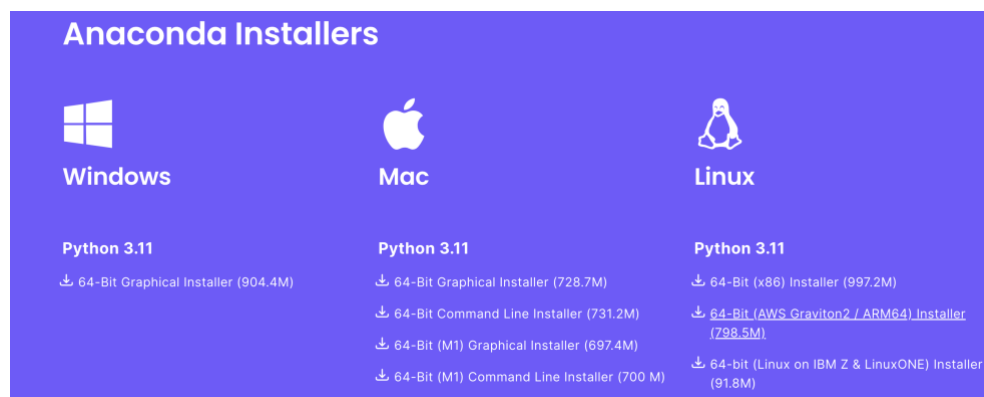 Anaconda Installers
Windows
Python 3.11
64-Bit Graphical Installer (904.4M)
Mac
Python 3.11
64-Bit Graphical Installer (728.7M)
64-Bit Command Line Installer (731.2M)
64-Bit (M1) Graphical Installer (697.4M)
64-Bit (M1) Command Line Installer (700 M)
Linux
Python 3.11
64-Bit (x86) Installer (997.2M)
64-Bit (AWS Graviton2 / ARM64) Installer
(798.5M)
64-bit (Linux on IBM Z & LinuxONE) Installer
(91.8M)